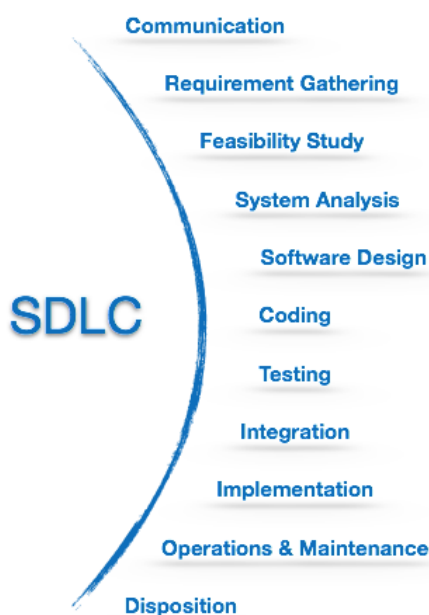 Communication
Requirement Gathering
Feasibility Study
System Analysis
Software Design
SDLC
Coding
Testing
Integration
Implementation
Operations & Maintenance
Disposition